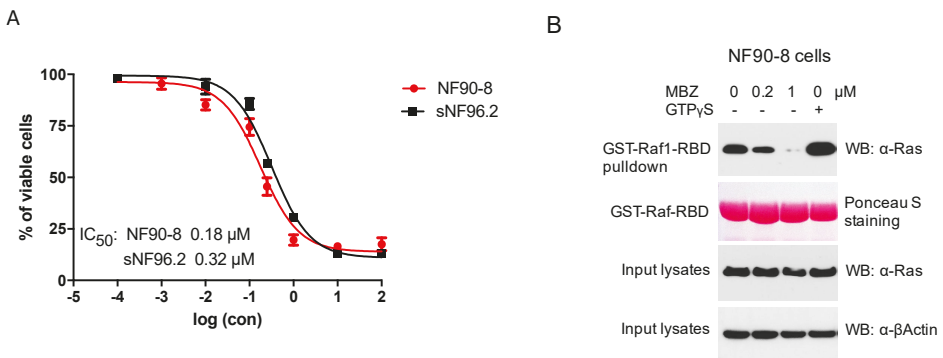 A
% of viable cells
100
75
50
25
0
-5 -4 -3 -2 -1 0 1 2
log (con)
NF90-8
sNF96.2
IC50: NF90-8 0.18 μM
sNF96.2 0.32 μM
B
NF90-8 cells
MBZ 0 0.2 1 0 μM
GTPγS - - - +
GST-Raf1-RBD
pulldown
WB: α-Ras
GST-Raf-RBD
Ponceau S
staining
Input lysates
WB: α-Ras
Input lysates
WB: α-βActin